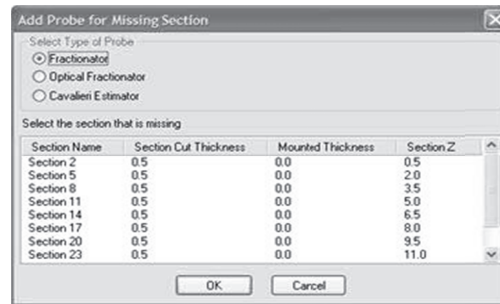 Add Probe for Missing Section
Select Type of Probe
Fractionator
Optical Fractionator
Cavalieri Estimator
Select the section that is missing
Section Name Section Cut Thickness Mounted Thickness Section Z
Section 2 0.5 0.0 0.5
Section 5 0.5 0.0 2.0
Section 8 0.5 0.0 3.5
Section 11 0.5 0.0 5.0
Section 14 0.5 0.0 6.5
Section 17 0.5 0.0 8.0
Section 20 0.5 0.0 9.5
Section 23 0.5 0.0 11.0
OK Cancel